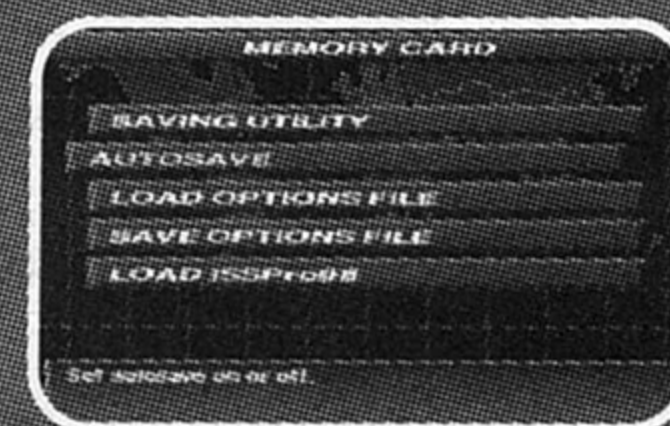 MEMORY CARD
SAVING UTILITY
AUTOSAVE
LOAD OPTIONS FILE
SAVE OPTIONS FILE
LOAD ISSPro98
Set autosave on or off.